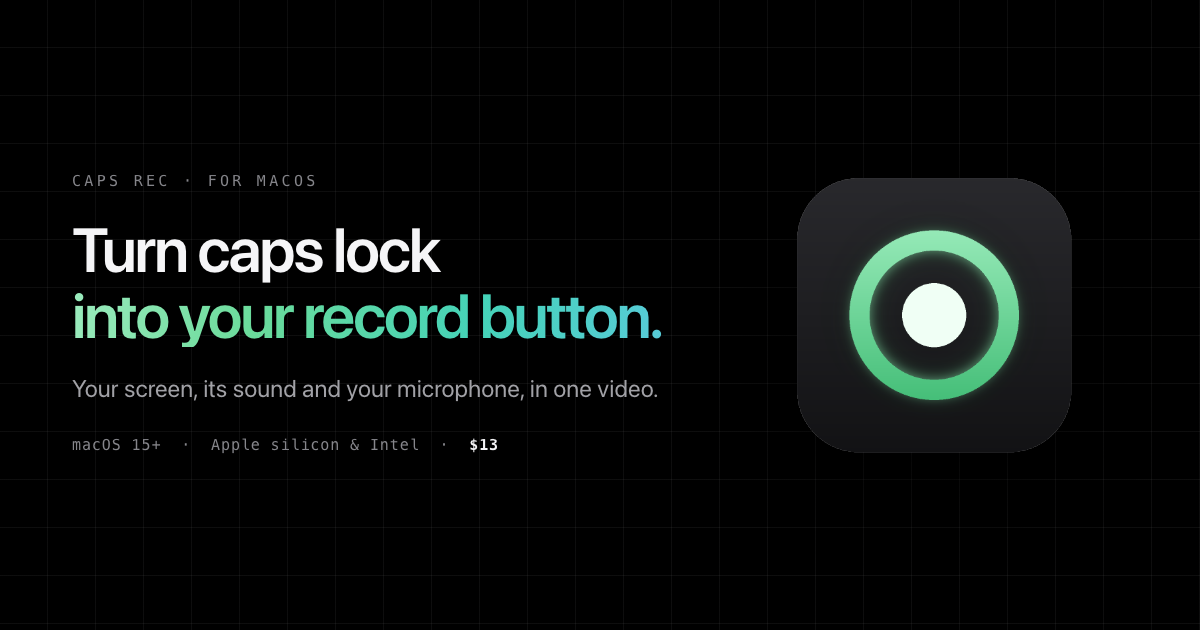 CAPS REC · FOR MACOS
Turn caps lock
into your record button.
Your screen, its sound and your microphone, in one video.
macOS 15+ · Apple silicon & Intel · $13